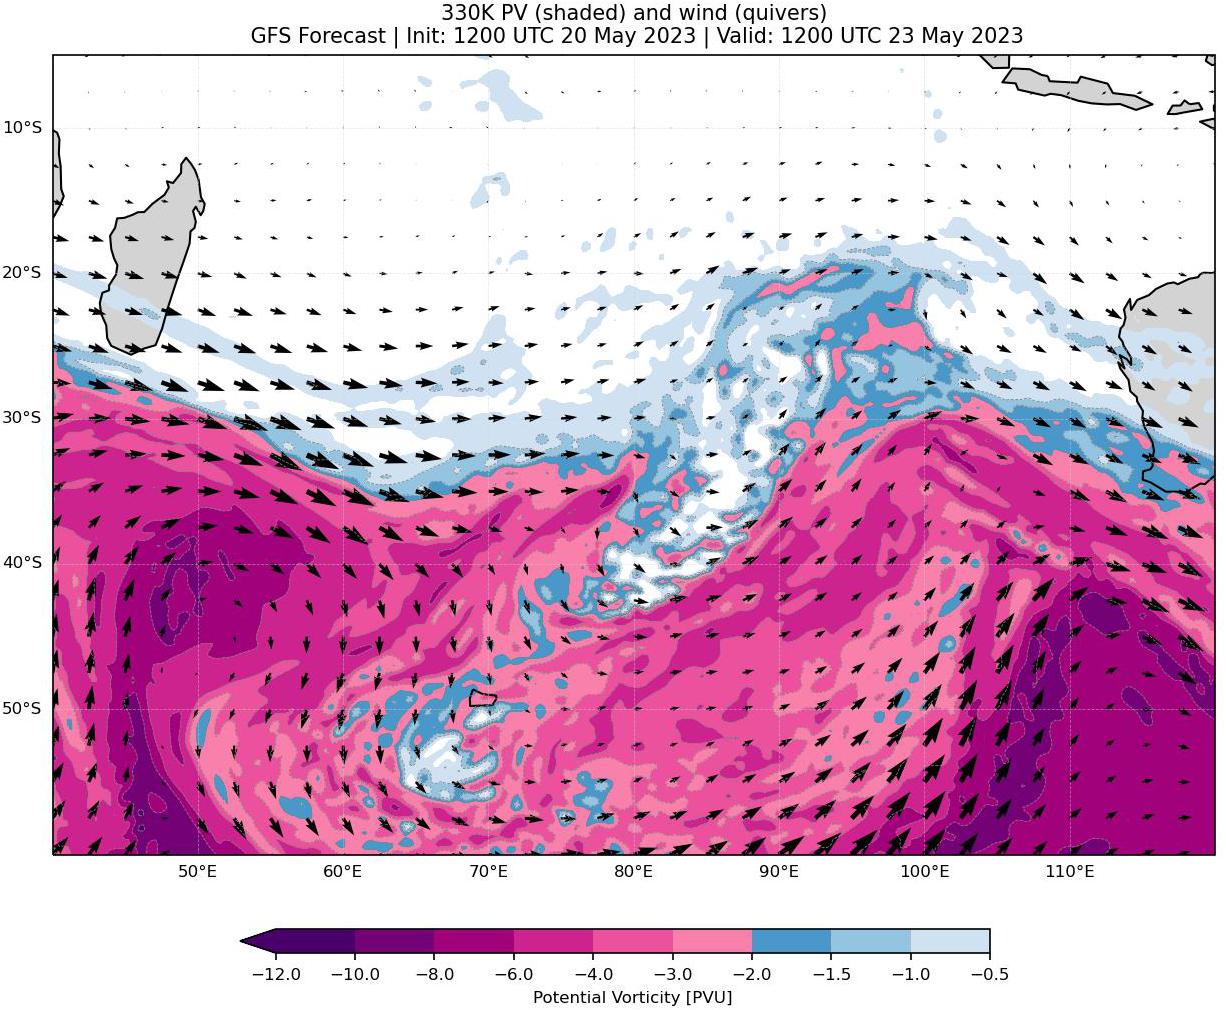 330K PV (shaded) and wind (quivers)
GFS Forecast | Init: 1200 UTC 20 May 2023 | Valid: 1200 UTC 23 May 2023
10°S
20°S
30°S
40°S
50°S
50°E 60°E 70°E 80°E 90°E 100°E 110°E
−12.0 −10.0 −8.0 −6.0 −4.0 −3.0 −2.0 −1.5 −1.0 −0.5
Potential Vorticity [PVU]